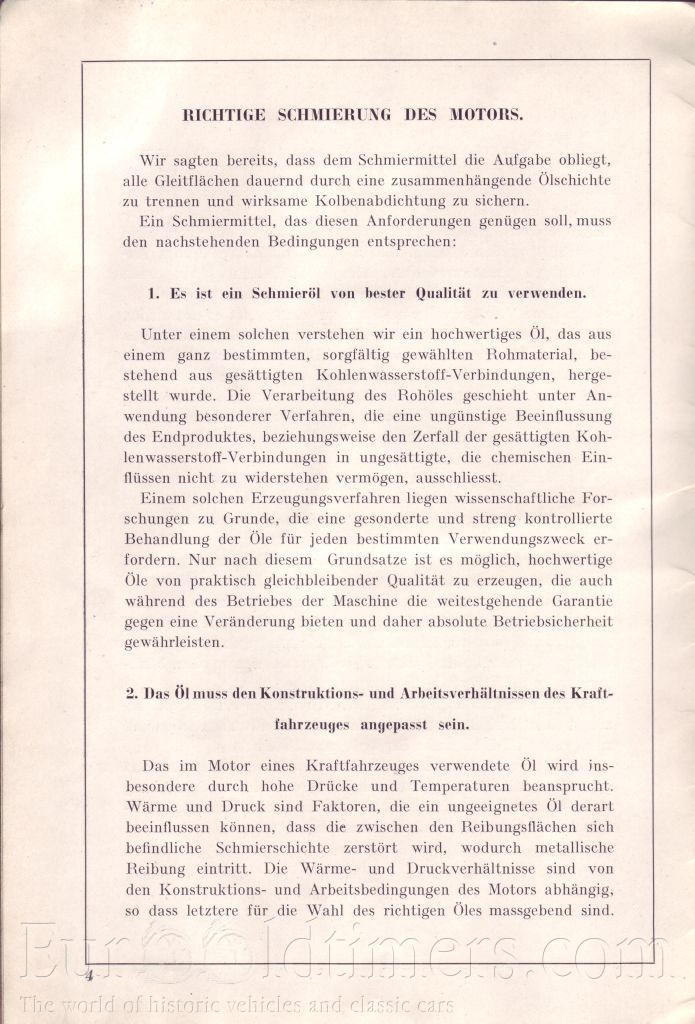 RICHTIGE SCHMIERUNG DES MOTORS.
Wir sagten bereits, dass dem Schmiermittel die Aufgabe obliegt,
alle Gleitflächen dauernd durch eine zusammenhängende Ölschichte
zu trennen und wirksame Kolbenabdichtung zu sichern.
Ein Schmiermittel, das diesen Anforderungen genügen soll, muss
den nachstehenden Bedingungen entsprechen:
1. Es ist ein Schmieröl von bester Qualität zu verwenden.
Unter einem solchen verstehen wir ein hochwertiges Öl, das aus
einem ganz bestimmten, sorgfältig gewählten Rohmaterial, be-
stehend aus gesättigten Kohlenwasserstoff-Verbindungen, herge-
stellt wurde. Die Verarbeitung des Rohöles geschieht unter An-
wendung besonderer Verfahren, die eine ungünstige Beeinflussung
des Endproduktes, beziehungsweise den Zerfall der gesättigten Koh-
lenwasserstoff-Verbindungen in ungesättigte, die chemischen Ein-
flüssen nicht zu widerstehen vermögen, ausschliesst.
Einem solchen Erzeugungsverfahren liegen wissenschaftliche For-
schungen zu Grunde, die eine gesonderte und streng kontrollierte
Behandlung der Öle für jeden bestimmten Verwendungszweck er-
fordern. Nur nach diesem Grundsatze ist es möglich, hochwertige
Öle von praktisch gleichbleibender Qualität zu erzeugen, die auch
während des Betriebes der Maschine die weitestgehende Garantie
gegen eine Veränderung bieten und daher absolute Betriebsicherheit
gewährleisten.
2. Das Öl muss den Konstruktions- und Arbeitsverhältnissen des Kraft-
fahrzeuges angepasst sein.
Das im Motor eines Kraftfahrzeuges verwendete Öl wird ins-
besondere durch hohe Drücke und Temperaturen beansprucht.
Wärme und Druck sind Faktoren, die ein ungeeignetes Öl derart
beeinflussen können, dass die zwischen den Reibungsflächen sich
befindliche Schmierschichte zerstört wird, wodurch metallische
Reibung eintritt. Die Wärme- und Druckverhältnisse sind von
den Konstruktions- und Arbeitsbedingungen des Motors abhängig,
so dass letztere für die Wahl des richtigen Öles massgebend sind.
EuroOldtimers.com
4
The world of historic vehicles and classic cars